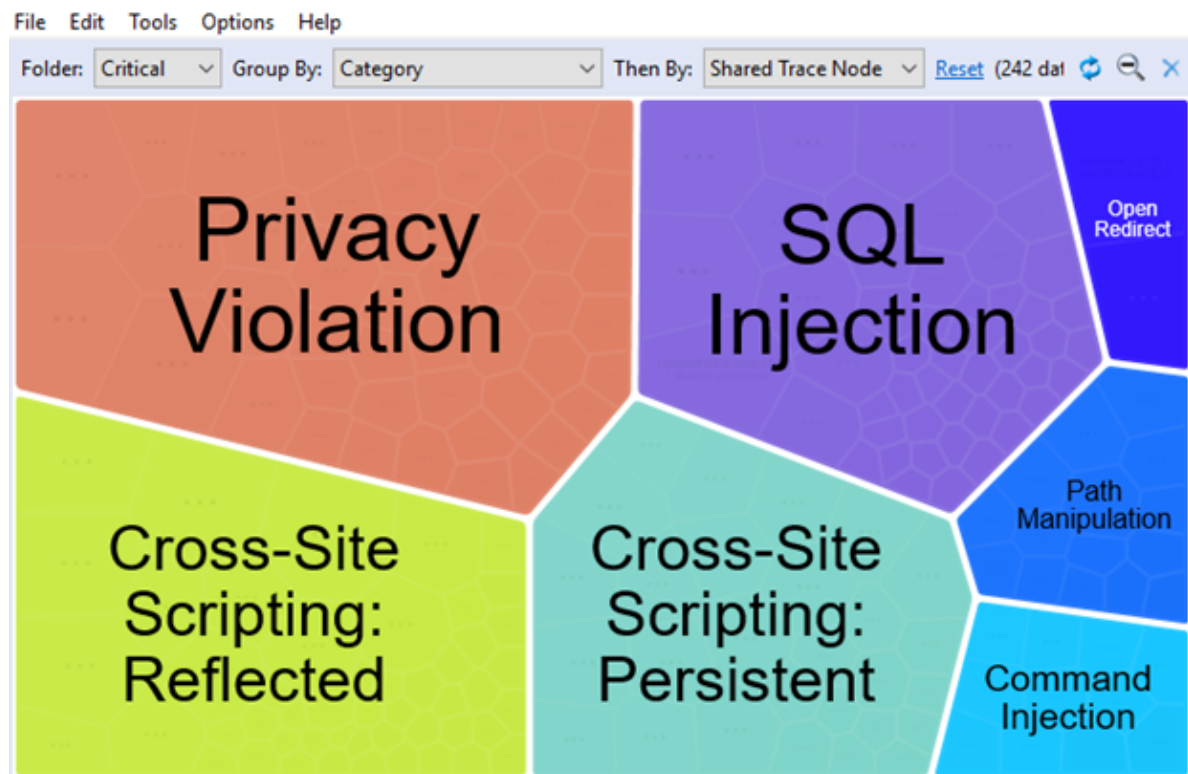 File Edit Tools Options Help
Folder: Critical Group By: Category Then By: Shared Trace Node Reset (242 dat
Privacy
Violation
SQL
Injection
Open
Redirect
Path
Manipulation
Cross-Site
Scripting:
Reflected
Cross-Site
Scripting:
Persistent
Command
Injection